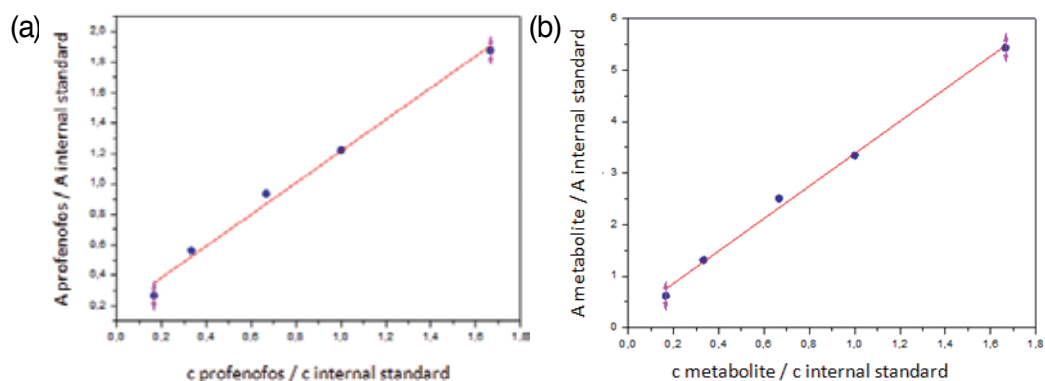 (a)
2,0
1,8
1,6
1,4
1,2
1,0
0,8
0,6
0,4
0,2
A profenofos / A internal standard
0,0 0,2 0,4 0,6 0,8 1,0 1,2 1,4 1,6 1,8
c profenofos / c internal standard
(b)
6
5
4
3
2
1
0
A metabolite / A internal standard
0,0 0,2 0,4 0,6 0,8 1,0 1,2 1,4 1,6 1,8
c metabolite / c internal standard